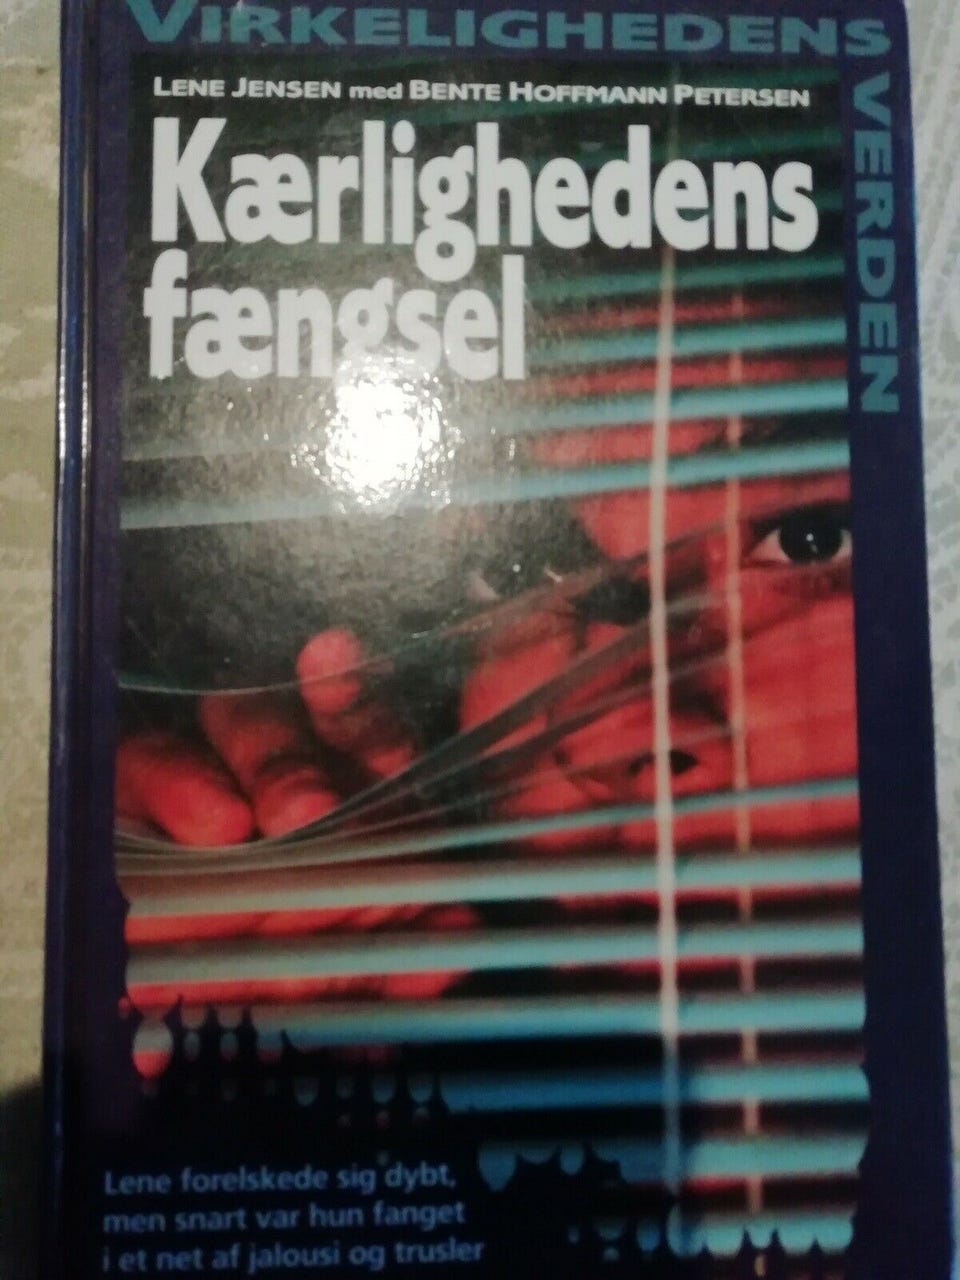 VIRKELIGHEDENS
VERDEN
LENE JENSEN med BENTE HOFFMANN PETERSEN
Kærlighedens
fængsel
Lene forelskede sig dybt,
men snart var hun fanget
i et net af jalousi og trusler